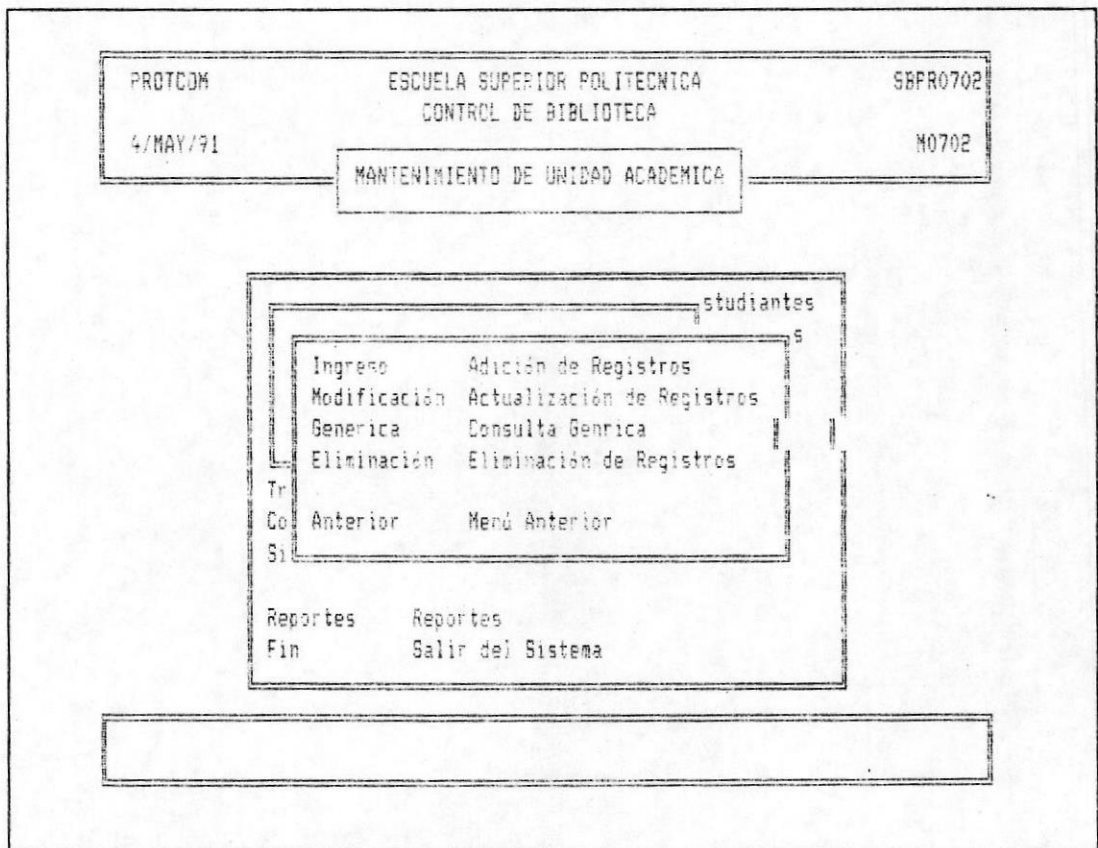 PROTCOM ESCUELA SUPERIOR POLITECNICA SBPR0702
CONTROL DE BIBLIOTECA
4/MAY/91 M0702
MANTENIMIENTO DE UNIDAD ACADEMICA
studiantes
s
Ingreso Adición de Registros
Modificación Actualización de Registros
Generica Consulta Genrica
Eliminación Eliminación de Registros
Tr
Co Anterior Menú Anterior
Si
Reportes Reportes
Fin Salir del Sistema